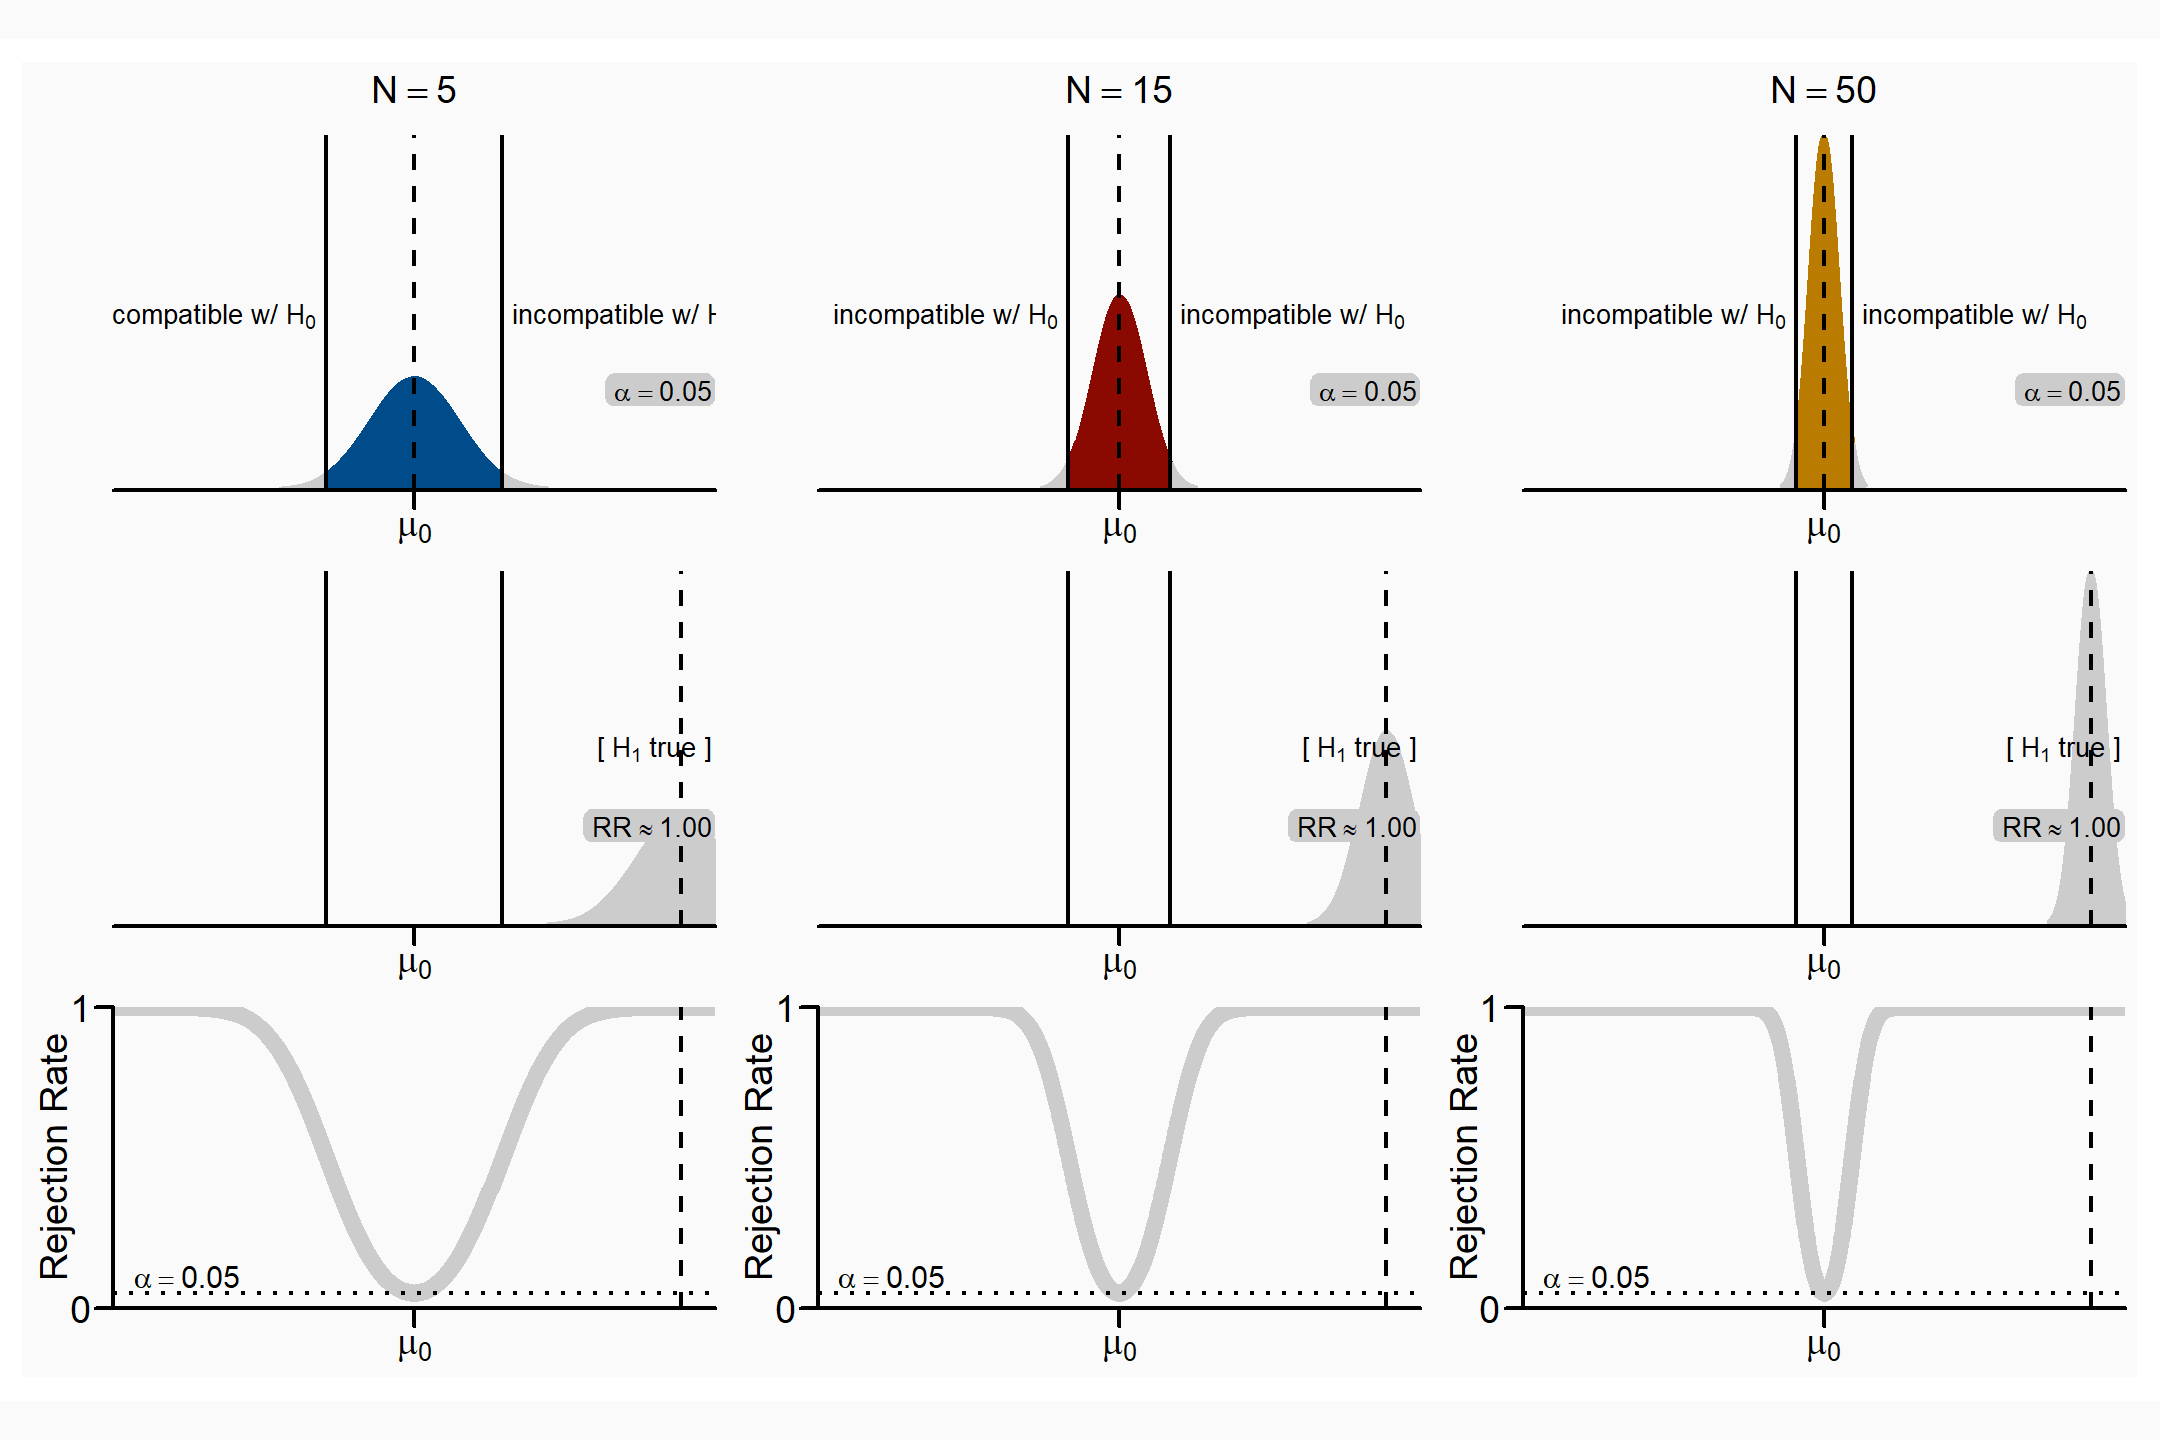 N = 5
N = 15
N = 50
compatible w/ H₀
incompatible w/ H
incompatible w/ H₀
incompatible w/ H₀
incompatible w/ H₀
incompatible w/ H₀
α = 0.05
α = 0.05
α = 0.05
μ₀
μ₀
μ₀
[ H₁ true ]
[ H₁ true ]
[ H₁ true ]
RR ≈ 1.00
RR ≈ 1.00
RR ≈ 1.00
μ₀
μ₀
μ₀
Rejection Rate
1
0
α = 0.05
μ₀
Rejection Rate
1
0
α = 0.05
μ₀
Rejection Rate
1
0
α = 0.05
μ₀